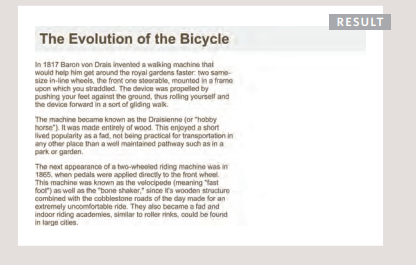 RESULT
The Evolution of the Bicycle
In 1817 Baron von Drais invented a walking machine that
would help him get around the royal gardens faster: two same-
size in-line wheels, the front one steerable, mounted in a frame
upon which you straddled. The device was propelled by
pushing your feet against the ground, thus rolling yourself and
the device forward in a sort of gliding walk.
The machine became known as the Draisienne (or "hobby
horse"). It was made entirely of wood. This enjoyed a short
lived popularity as a fad, not being practical for transportation in
any other place than a well maintained pathway such as in a
park or garden.
The next appearance of a two-wheeled riding machine was in
1865, when pedals were applied directly to the front wheel.
This machine was known as the velocipede (meaning "fast
foot") as well as the "bone shaker," since it's wooden structure
combined with the cobblestone roads of the day made for an
extremely uncomfortable ride. They also became a fad and
indoor riding academies, similar to roller rinks, could be found
in large cities.